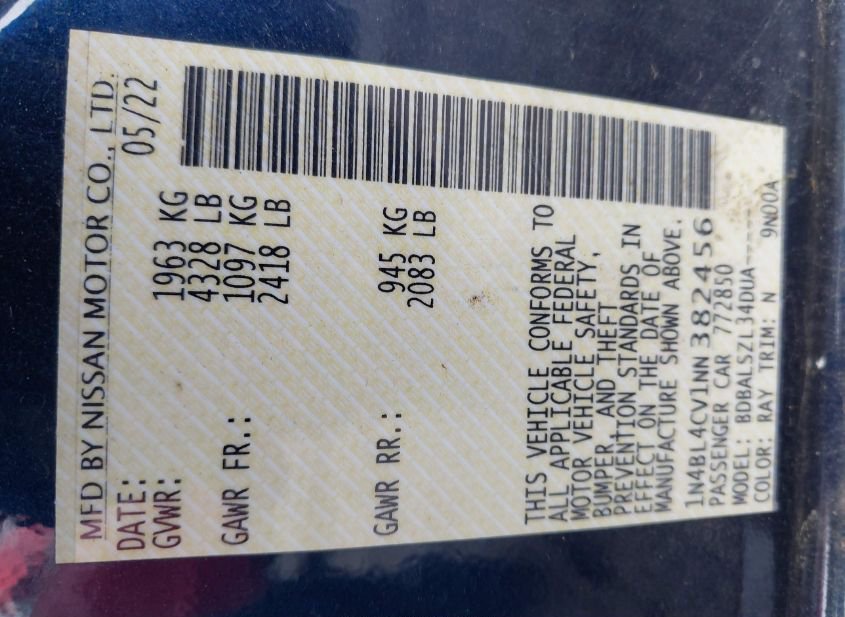 MFD BY NISSAN MOTOR CO., LTD.
DATE: 05/22
GVWR: 1963 KG
4328 LB
GAWR FR.: 1097 KG
2418 LB
GAWR RR.: 945 KG
2083 LB
THIS VEHICLE CONFORMS TO
ALL APPLICABLE FEDERAL
MOTOR VEHICLE SAFETY,
BUMPER, AND THEFT
PREVENTION STANDARDS IN
EFFECT ON THE DATE OF
MANUFACTURE SHOWN ABOVE.
1N4BL4CV1NN382456
PASSENGER CAR 772850
MODEL: BDBALSZL34DUA-----
COLOR: RAY TRIM: N 9N00A